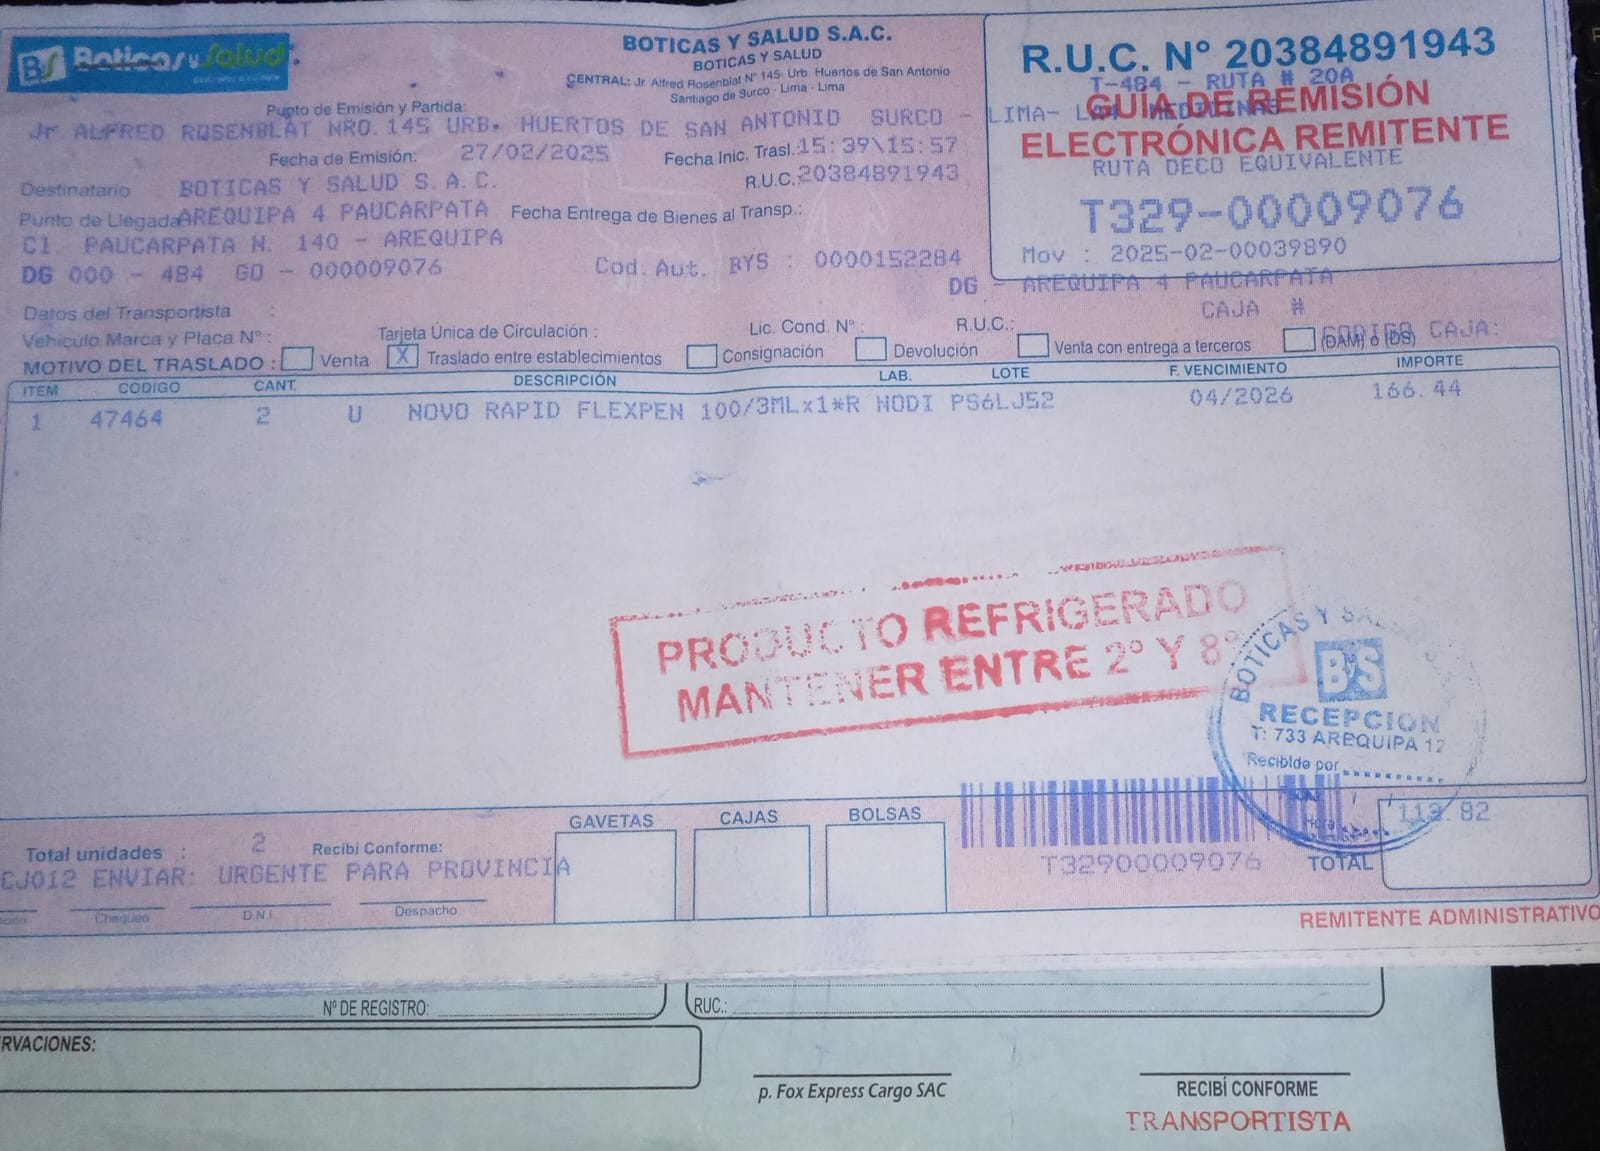 BS Boticas y Salud
BOTICAS Y SALUD S.A.C.
BOTICAS Y SALUD
CENTRAL: Jr. Alfred Rosenblat N° 145- Urb. Huertos de San Antonio
Santiago de Surco - Lima - Lima
R.U.C. N° 20384891943
T-484 - RUTA # 20A
GUÍA DE REMISIÓN
ELECTRÓNICA REMITENTE
RUTA DECO EQUIVALENTE
T329-00009076
Mov : 2025-02-00039890
Punto de Emisión y Partida:
Jr ALFRED ROSENBLAT NRO. 145 URB. HUERTOS DE SAN ANTONIO SURCO - LIMA- MEDICINAS
Fecha de Emisión: 27/02/2025 Fecha Inic. Trasl.: 15:39\15:57
Destinatario BOTICAS Y SALUD S.A.C. R.U.C. 20384891943
Punto de Llegada AREQUIPA 4 PAUCARPATA Fecha Entrega de Bienes al Transp.:
Cl. PAUCARPATA N. 140 - AREQUIPA
DG 000 - 484 GO - 000009076 Cod. Aut. BYS : 0000152284
DG - AREQUIPA 4 PAUCARPATA
CAJA #
Datos del Transportista :
Vehículo Marca y Placa N° : Tarjeta Única de Circulación : Lic. Cond. N° : R.U.C.:
CODIGO CAJA:
MOTIVO DEL TRASLADO : Venta X Traslado entre establecimientos Consignación Devolución Venta con entrega a terceros (DAM) ó (DS)
ITEM CODIGO CANT. DESCRIPCIÓN LAB. LOTE F. VENCIMIENTO IMPORTE
1 47464 2 U NOVO RAPID FLEXPEN 100/3MLx1*R NODI PS6LJ52 04/2026 166.44
PRODUCTO REFRIGERADO
MANTENER ENTRE 2° Y 8°
BOTICAS Y
BS
RECEPCION
T: 733 AREQUIPA 12
Recibido por
113.82
GAVETAS CAJAS BOLSAS
Total unidades : 2 Recibí Conforme:
CJ012 ENVIAR: URGENTE PARA PROVINCIA
T32900009076 TOTAL
Chequeo D.N.I. Despacho
REMITENTE ADMINISTRATIVO
N° DE REGISTRO: RUC.:
RVACIONES:
p. Fox Express Cargo SAC
RECIBÍ CONFORME
TRANSPORTISTA